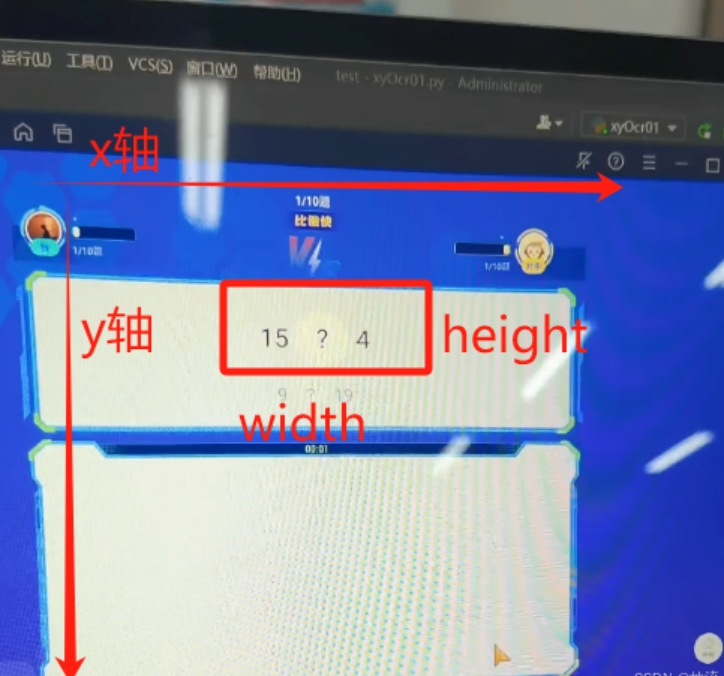 运行(U) 工具(T) VCS(S) 窗口(W) 帮助(H) test - xyOcr01.py - Administrator
xyOcr01
x轴
1/10题
比谁快
1/10题
1/10题
y轴
15 ? 4
height
9 ? 19
width
00:01
CSDN